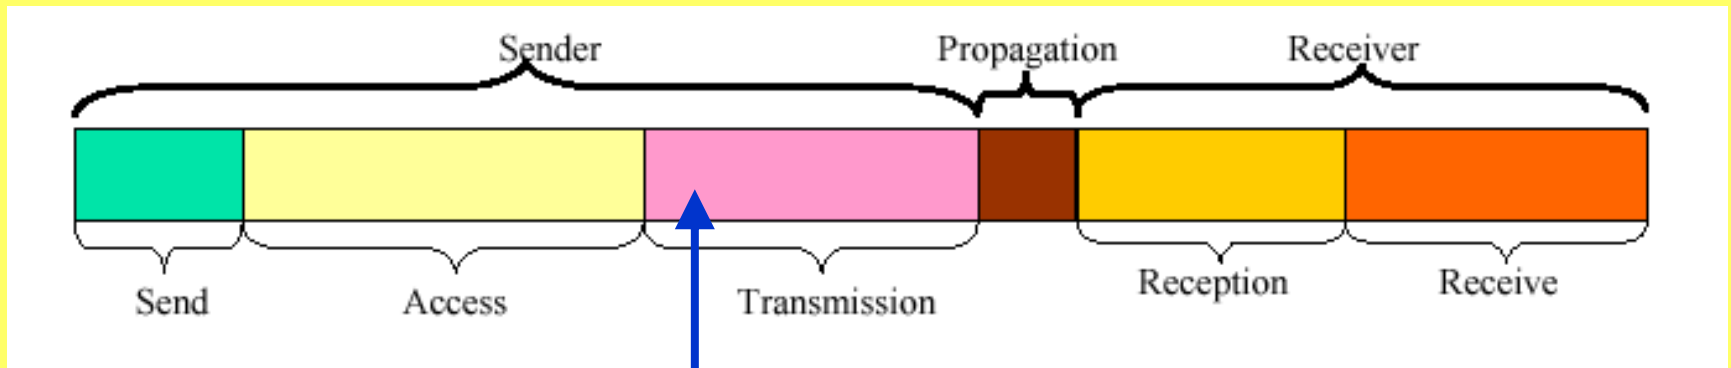 Sender
Propagation
Receiver
Send
Access
Transmission
Reception
Receive